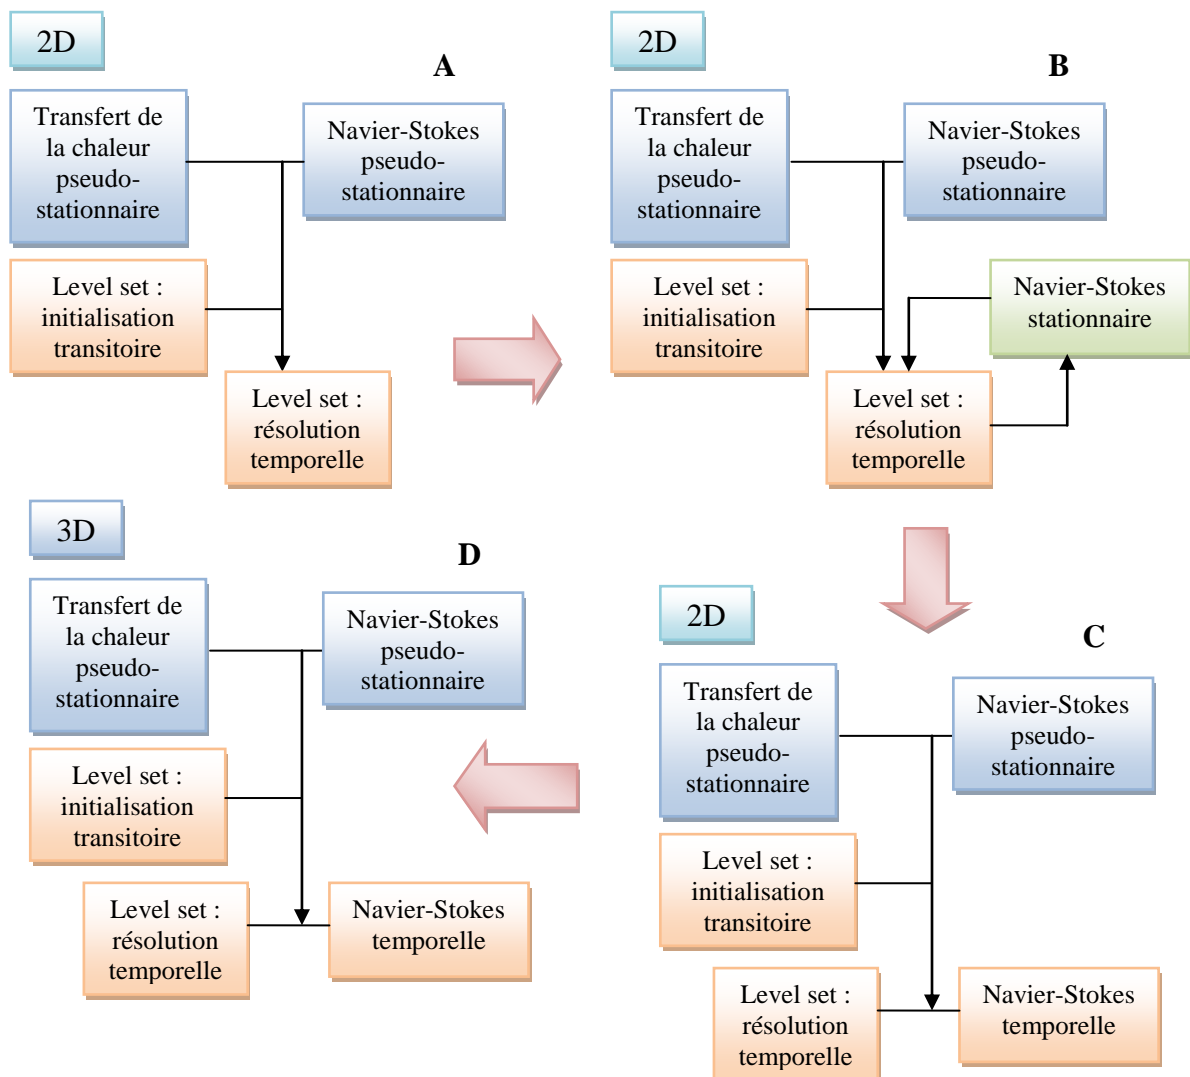 2D
A
Transfert de
la chaleur
pseudo-
stationnaire
Navier-Stokes
pseudo-
stationnaire
Level set :
initialisation
transitoire
Level set :
résolution
temporelle
2D
B
Transfert de
la chaleur
pseudo-
stationnaire
Navier-Stokes
pseudo-
stationnaire
Level set :
initialisation
transitoire
Navier-Stokes
stationnaire
Level set :
résolution
temporelle
3D
D
Transfert de
la chaleur
pseudo-
stationnaire
Navier-Stokes
pseudo-
stationnaire
Level set :
initialisation
transitoire
Level set :
résolution
temporelle
Navier-Stokes
temporelle
2D
C
Transfert de
la chaleur
pseudo-
stationnaire
Navier-Stokes
pseudo-
stationnaire
Level set :
initialisation
transitoire
Level set :
résolution
temporelle
Navier-Stokes
temporelle